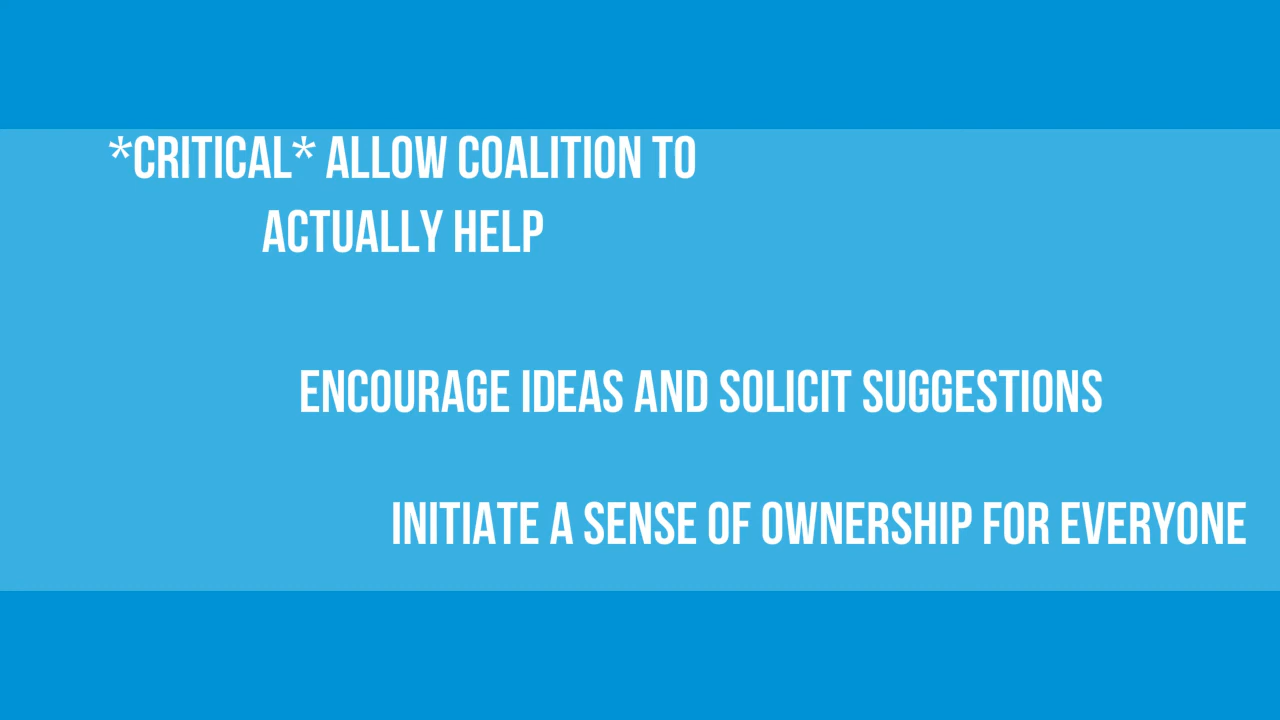 *CRITICAL* ALLOW COALITION TO
ACTUALLY HELP
ENCOURAGE IDEAS AND SOLICIT SUGGESTIONS
INITIATE A SENSE OF OWNERSHIP FOR EVERYONE